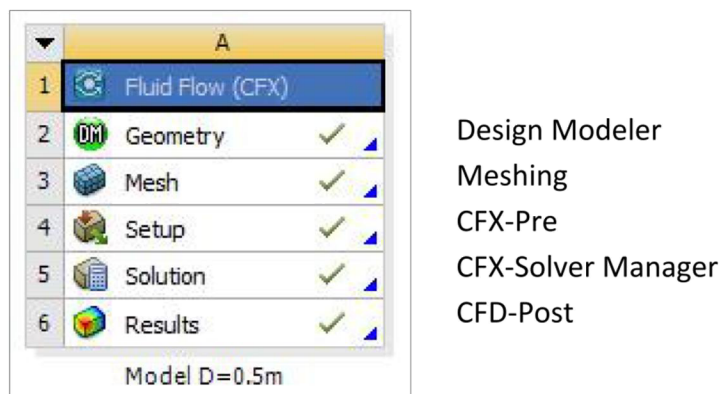 A
1 Fluid Flow (CFX)
2 DM Geometry Design Modeler
3 Mesh Meshing
4 Setup CFX-Pre
5 Solution CFX-Solver Manager
6 Results CFD-Post
Model D=0.5m